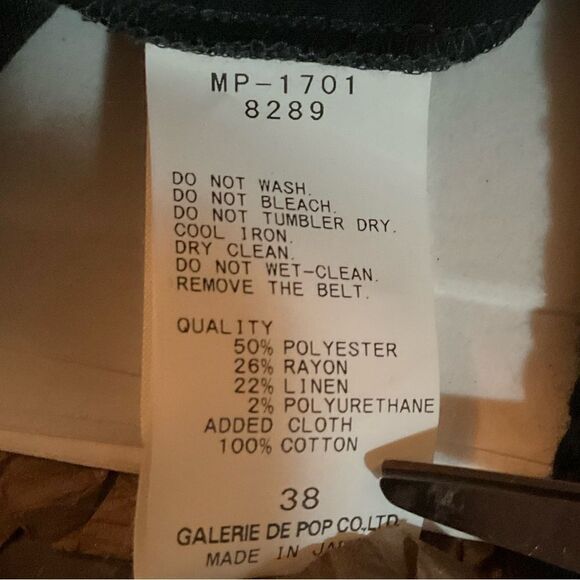 MP-1701
8289
DO NOT WASH.
DO NOT BLEACH.
DO NOT TUMBLER DRY.
COOL IRON.
DRY CLEAN.
DO NOT WET-CLEAN.
REMOVE THE BELT.
QUALITY
50% POLYESTER
26% RAYON
22% LINEN
2% POLYURETHANE
ADDED CLOTH
100% COTTON
38
GALERIE DE POP CO.,LTD.
MADE IN